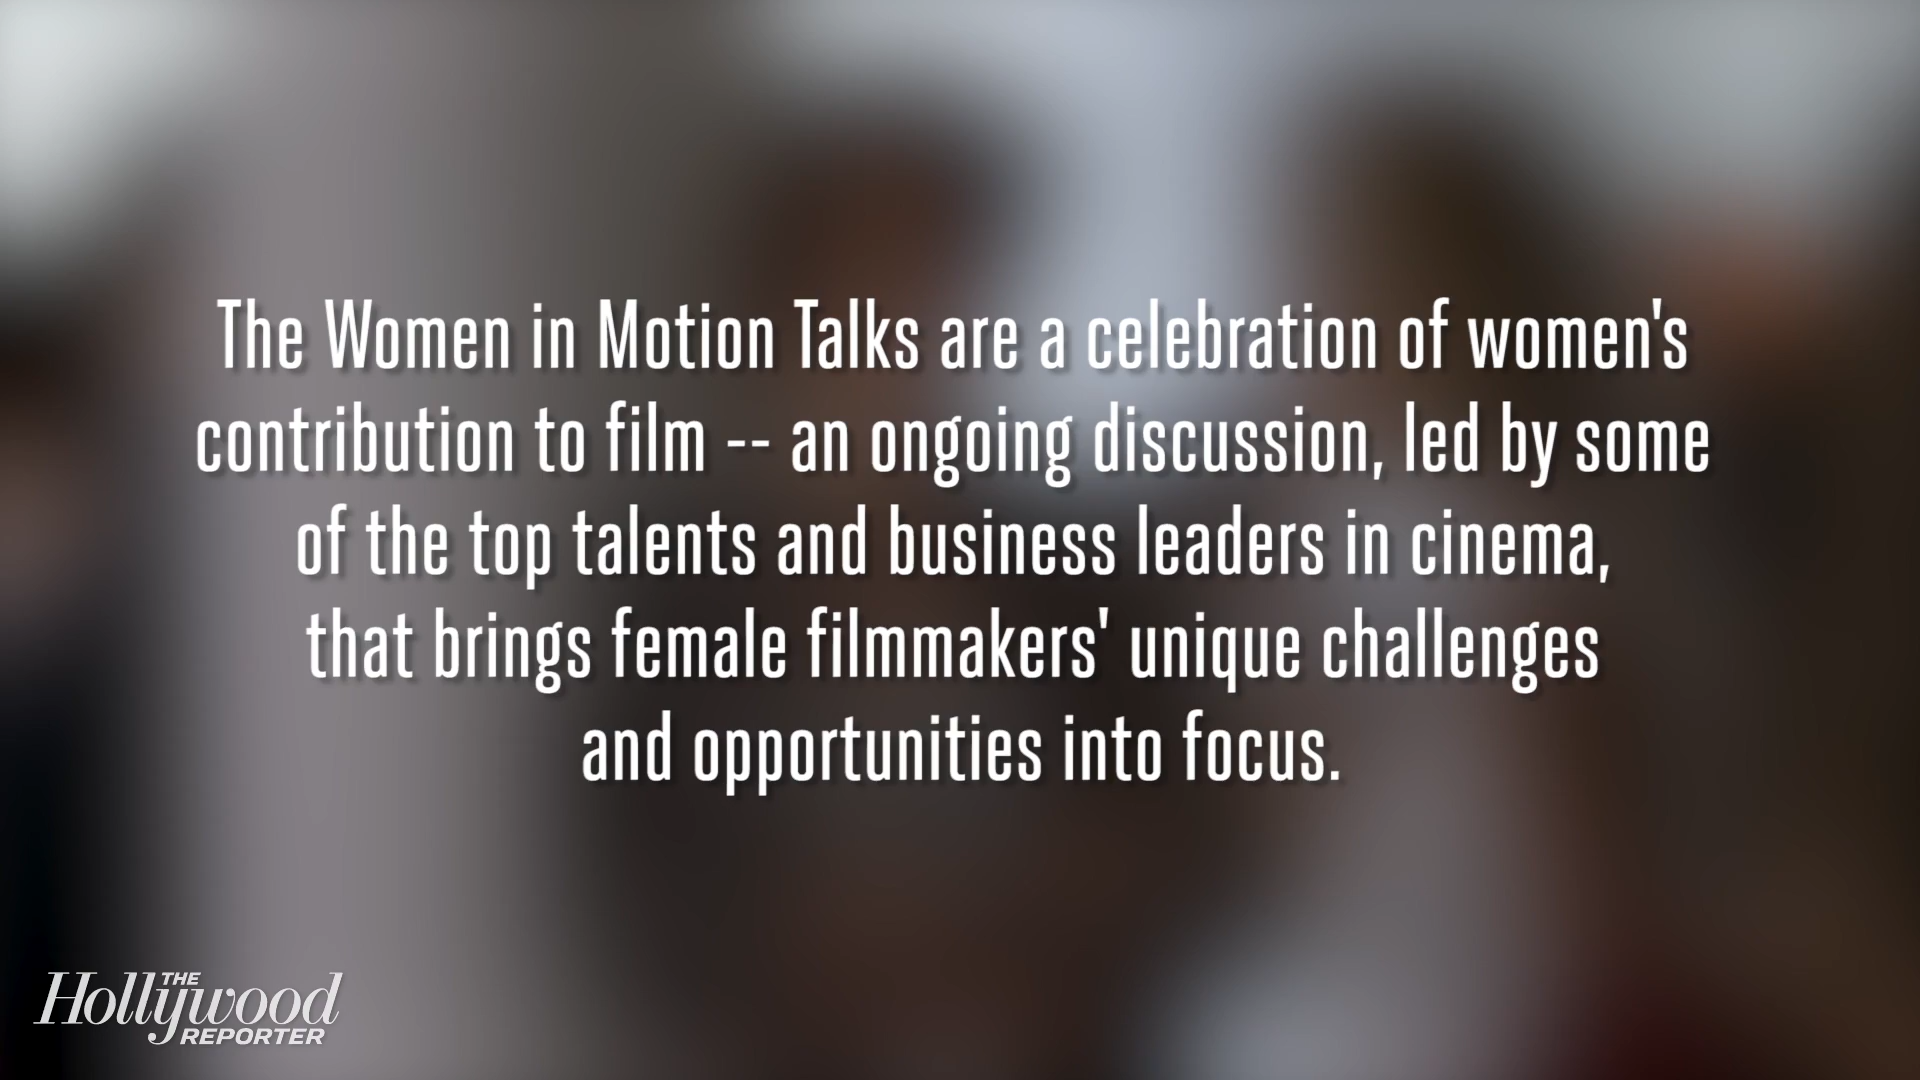 The Women in Motion Talks are a celebration of women's
contribution to film -- an ongoing discussion, led by some
of the top talents and business leaders in cinema,
that brings female filmmakers' unique challenges
and opportunities into focus.
THE
Hollywood
REPORTER